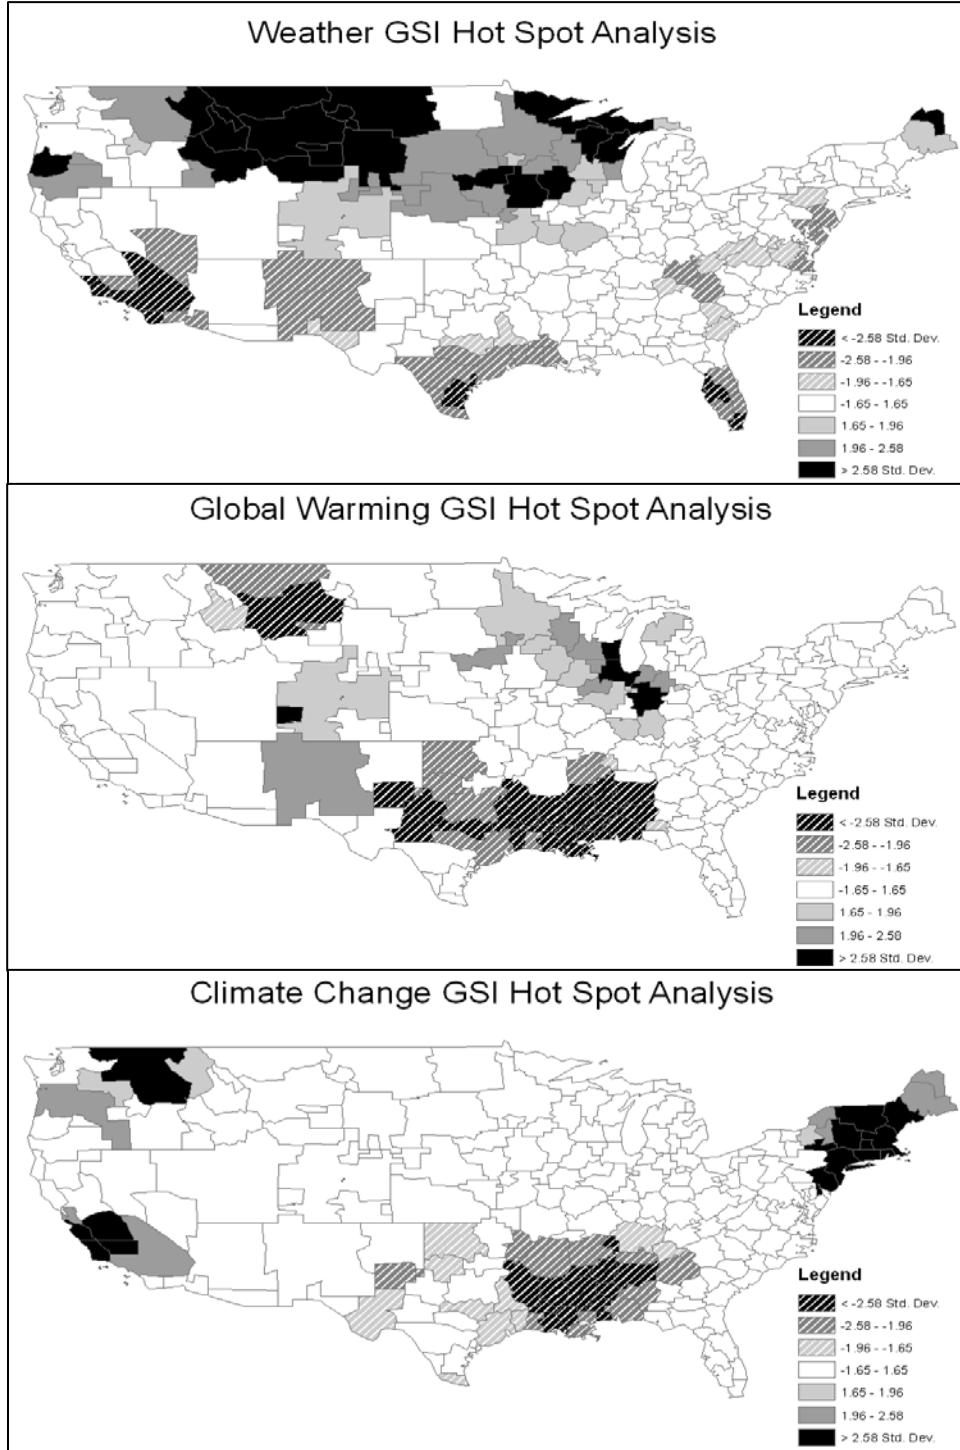 Weather GSI Hot Spot Analysis
Legend
< -2.58 Std. Dev.
-2.58 - -1.96
-1.96 - -1.65
-1.65 - 1.65
1.65 - 1.96
1.96 - 2.58
> 2.58 Std. Dev.
Global Warming GSI Hot Spot Analysis
Legend
< -2.58 Std. Dev.
-2.58 - -1.96
-1.96 - -1.65
-1.65 - 1.65
1.65 - 1.96
1.96 - 2.58
> 2.58 Std. Dev.
Climate Change GSI Hot Spot Analysis
Legend
< -2.58 Std. Dev.
-2.58 - -1.96
-1.96 - -1.65
-1.65 - 1.65
1.65 - 1.96
1.96 - 2.58
> 2.58 Std. Dev.